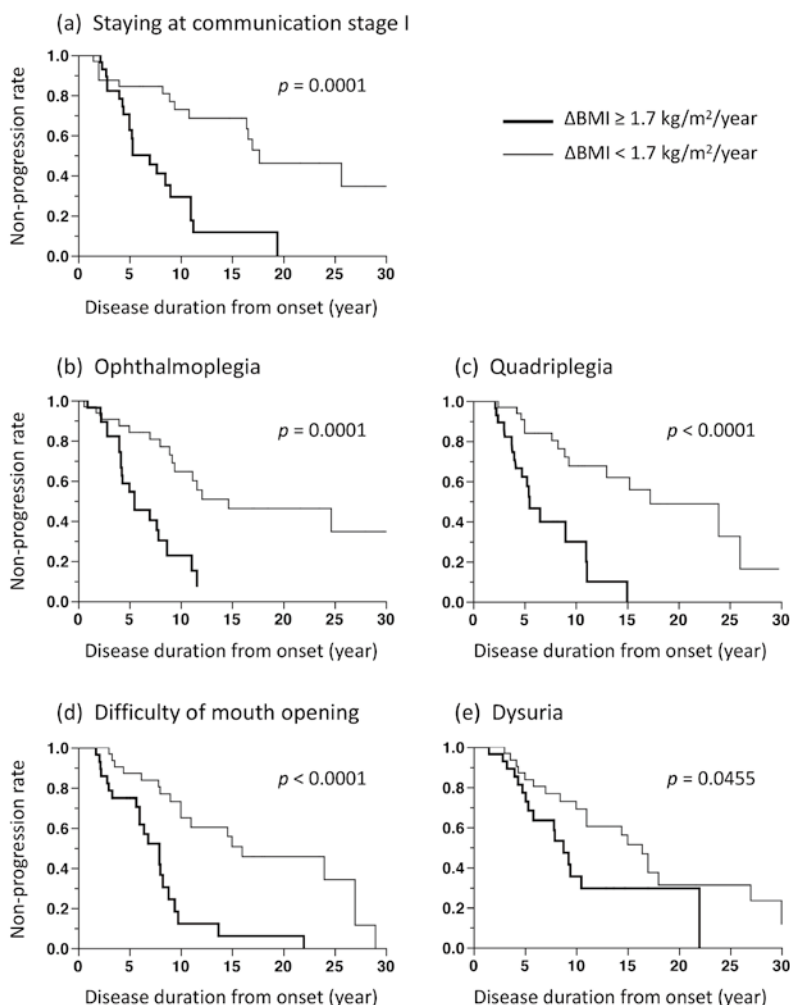 (a) Staying at communication stage I
Non-progression rate
1.0
0.8
0.6
0.4
0.2
0.0
p = 0.0001
0 5 10 15 20 25 30
Disease duration from onset (year)
ΔBMI ≥ 1.7 kg/m²/year
ΔBMI < 1.7 kg/m²/year
(b) Ophthalmoplegia
Non-progression rate
1.0
0.8
0.6
0.4
0.2
.0
p = 0.0001
0 5 10 15 20 25 30
Disease duration from onset (year)
(c) Quadriplegia
1.0
0.8
0.6
0.4
0.2
.0
p < 0.0001
0 5 10 15 20 25 30
Disease duration from onset (year)
(d) Difficulty of mouth opening
Non-progression rate
1.0
0.8
0.6
0.4
0.2
0.0
p < 0.0001
0 5 10 15 20 25 30
Disease duration from onset (year)
(e) Dysuria
1.0
0.8
0.6
0.4
0.2
0.0
p = 0.0455
0 5 10 15 20 25 30
Disease duration from onset (year)